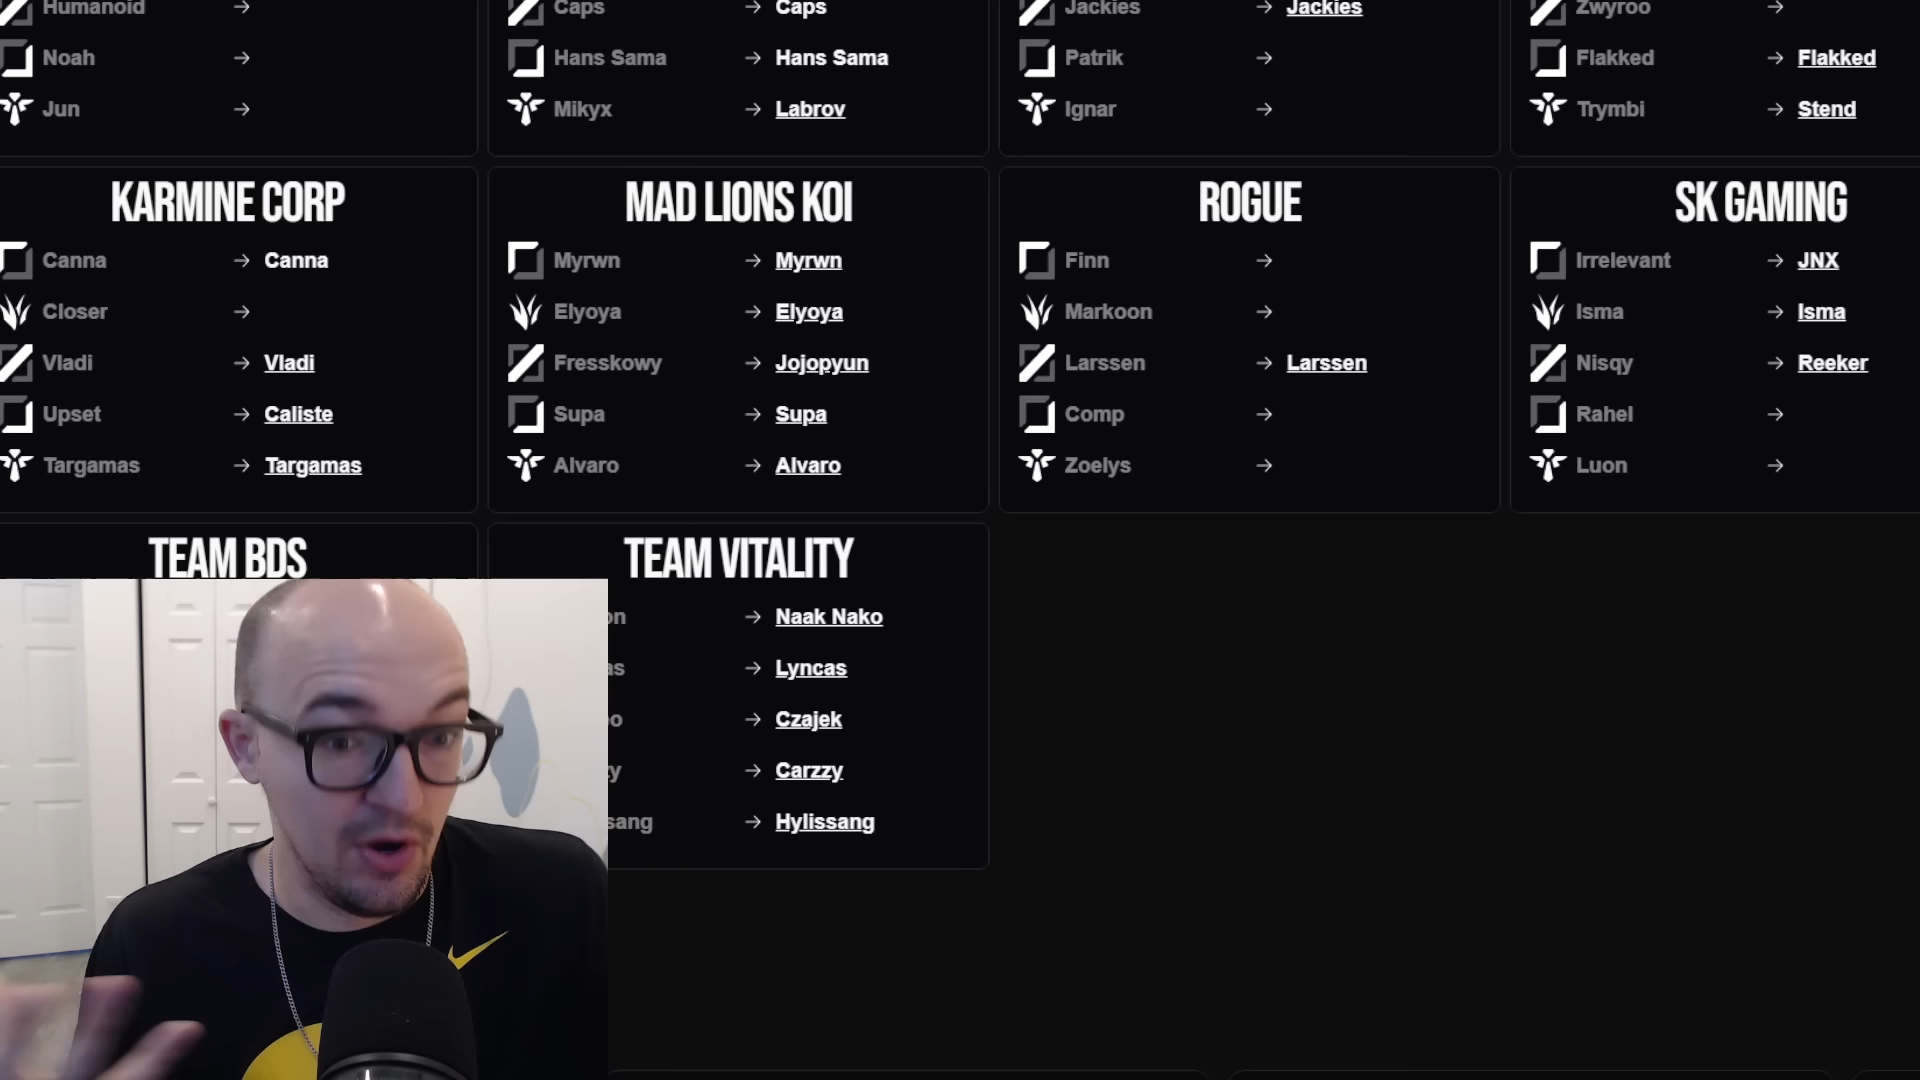 Humanoid →
Noah →
Jun →
Caps → Caps
Hans Sama → Hans Sama
Mikyx → Labrov
Jackies → Jackies
Patrik →
Ignar →
Zwyroo →
Flakked → Flakked
Trymbi → Stend
KARMINE CORP
Canna → Canna
Closer →
Vladi → Vladi
Upset → Caliste
Targamas → Targamas
MAD LIONS KOI
Myrwn → Myrwn
Elyoya → Elyoya
Fresskowy → Jojopyun
Supa → Supa
Alvaro → Alvaro
ROGUE
Finn →
Markoon →
Larssen → Larssen
Comp →
Zoelys →
SK GAMING
Irrelevant → JNX
Isma → Isma
Nisqy → Reeker
Rahel →
Luon →
TEAM BDS
TEAM VITALITY
on → Naak Nako
as → Lyncas
o → Czajek
y → Carzzy
sang → Hylissang